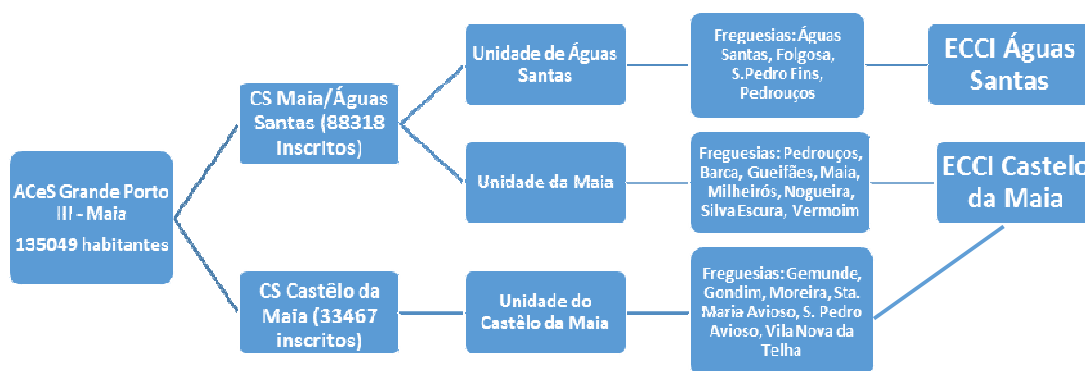 ACeS Grande Porto
III - Maia
135049 habitantes
CS Maia/Águas
Santas (88318
inscritos)
CS Castêlo da
Maia (33467
inscritos)
Unidade de Águas
Santas
Unidade da Maia
Unidade do
Castêlo da Maia
Freguesias: Águas
Santas, Folgosa,
S.Pedro Fins,
Pedrouços
Freguesias: Pedrouços,
Barca, Gueifães, Maia,
Milheirós, Nogueira,
Silva Escura, Vermoim
Freguesias: Gemunde,
Gondim, Moreira, Sta.
Maria Avioso, S. Pedro
Avioso, Vila Nova da
Telha
ECCI Águas
Santas
ECCI Castelo
da Maia